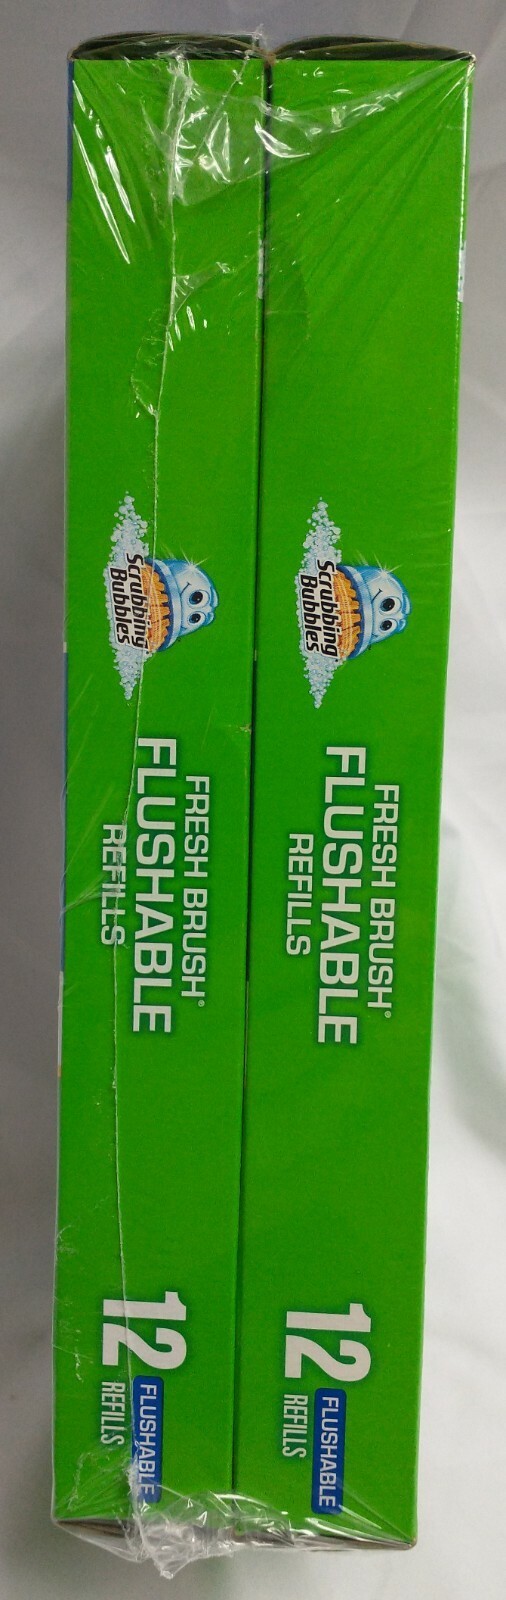 Scrubbing
Bubbles
FRESH BRUSH®
FLUSHABLE
REFILLS
12
FLUSHABLE
REFILLS
Scrubbing
Bubbles
FRESH BRUSH®
FLUSHABLE
REFILLS
12
FLUSHABLE
REFILLS